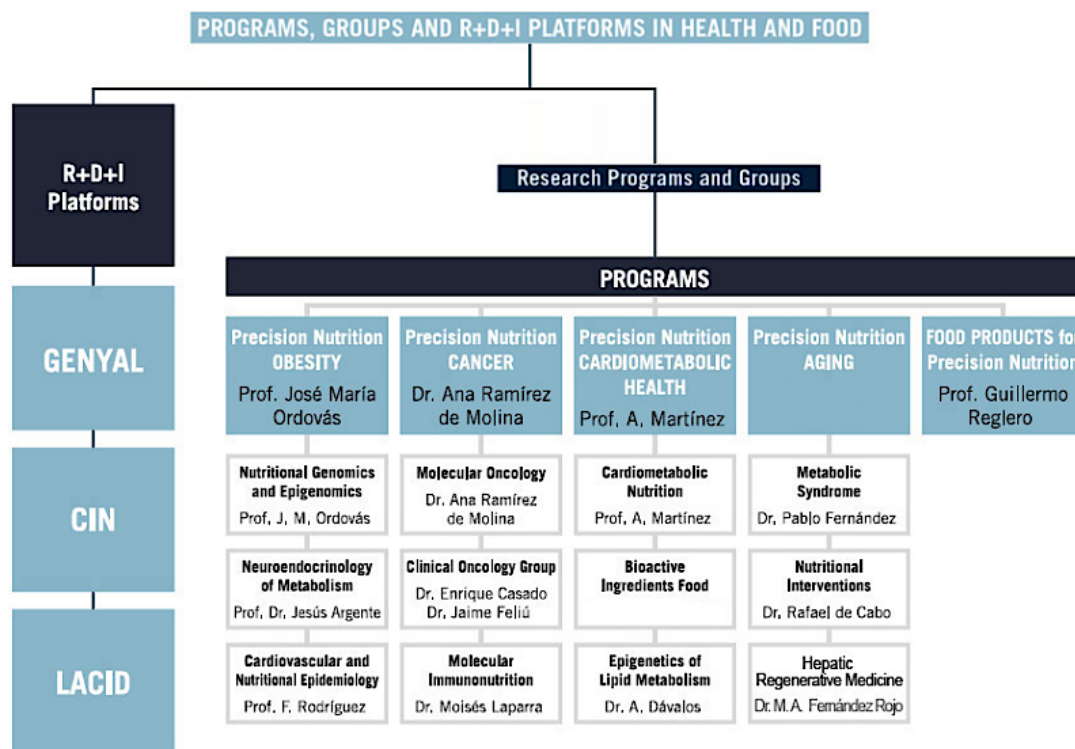 PROGRAMS, GROUPS AND R+D+I PLATFORMS IN HEALTH AND FOOD
R+D+I
Platforms
GENYAL
CIN
LACID
Research Programs and Groups
PROGRAMS
Precision Nutrition
OBESITY
Prof. José María
Ordovás
Nutritional Genomics
and Epigenomics
Prof, J, M, Ordovás
Neuroendocrinology
of Metabolism
Prof, Dr, Jesús Argente
Cardiovascular and
Nutritional Epidemiology
Prof, F, Rodríguez
Precision Nutrition
CANCER
Dr. Ana Ramírez
de Molina
Molecular Oncology
Dr. Ana Ramírez
de Molina
Clinical Oncology Group
Dr. Enrique Casado
Dr. Jaime Feliú
Molecular
Immunonutrition
Dr. Moisés Laparra
Precision Nutrition
CARDIOMETABOLIC
HEALTH
Prof, A, Martínez
Cardiometabolic
Nutrition
Prof, A, Martínez
Bioactive
Ingredients Food
Epigenetics of
Lipid Metabolism
Dr. A, Dávalos
Precision Nutrition
AGING
Metabolic
Syndrome
Dr, Pablo Fernández
Nutritional
Interventions
Dr, Rafael de Cabo
Hepatic
Regenerative Medicine
Dr. M. A. Fernández Rojo
FOOD PRODUCTS for
Precision Nutrition
Prof. Guillermo
Reglero